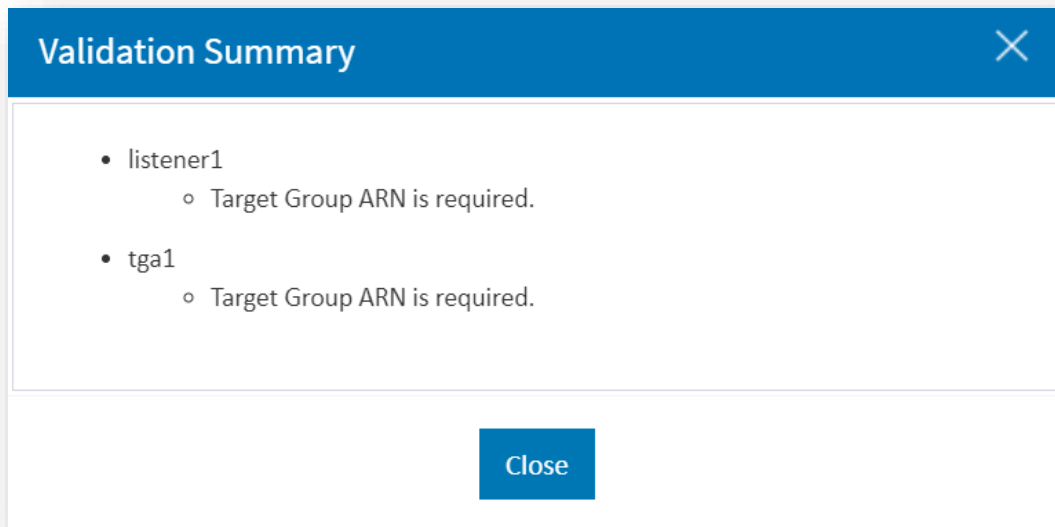 Validation Summary
listener1
Target Group ARN is required.
tga1
Target Group ARN is required.
Close